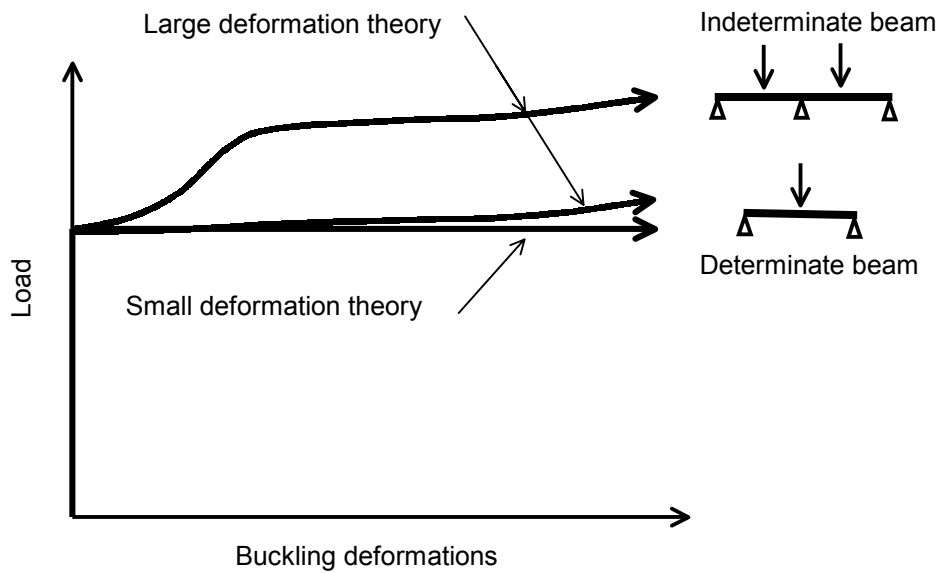 Large deformation theory
Indeterminate beam
Load
Determinate beam
Small deformation theory
Buckling deformations